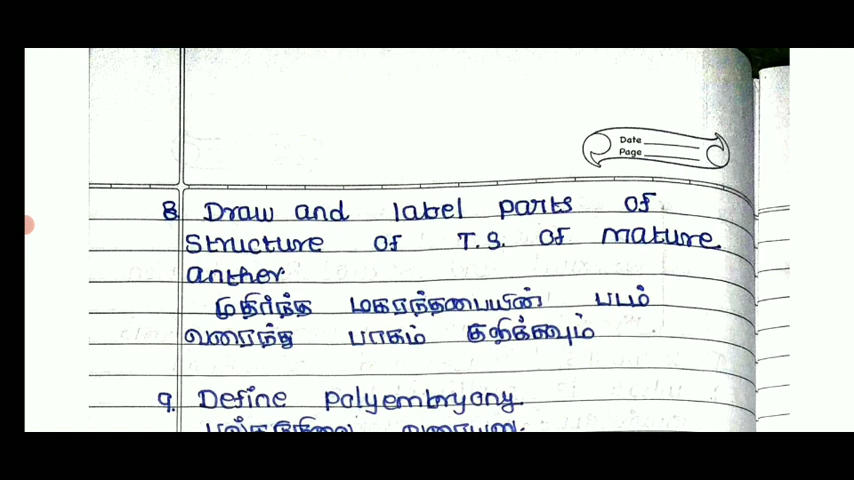 Date
Page
8. Draw and label parts of
structure of T.S. of mature
anther
முதிர்ந்த மகரந்தபையின் படம்
வரைந்து பாகம் குறிக்கவும்
9. Define polyembryony.